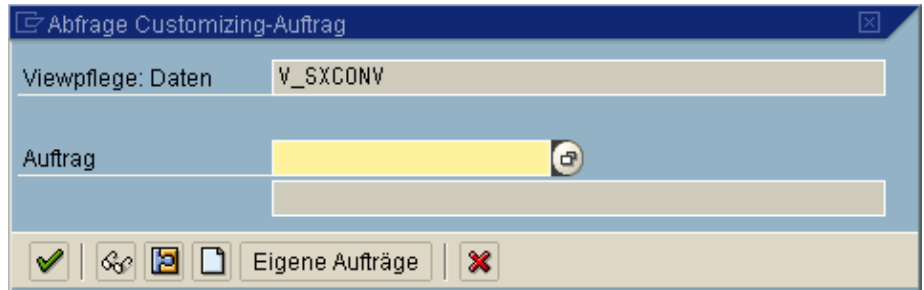 Abfrage Customizing-Auftrag
Viewpflege: Daten V_SXCONV
Auftrag
Eigene Aufträge